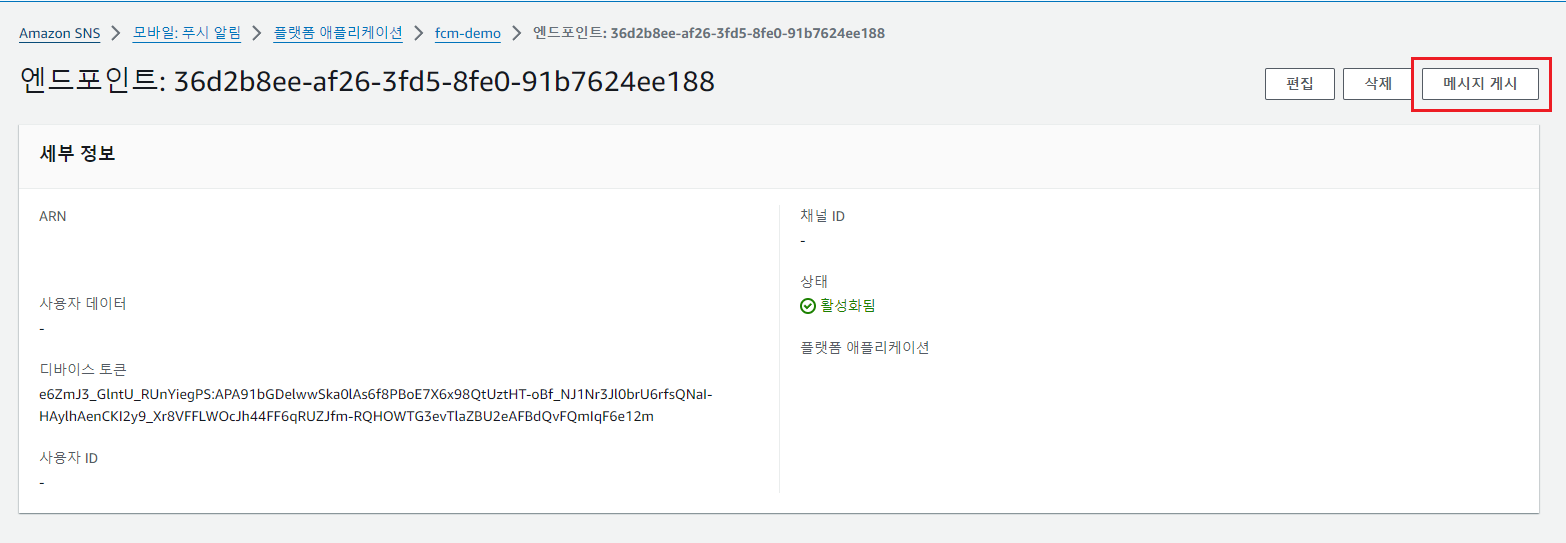 Amazon SNS > 모바일: 푸시 알림 > 플랫폼 애플리케이션 > fcm-demo > 엔드포인트: 36d2b8ee-af26-3fd5-8fe0-91b7624ee188
엔드포인트: 36d2b8ee-af26-3fd5-8fe0-91b7624ee188
편집 삭제 메시지 게시
세부 정보
ARN
사용자 데이터
-
디바이스 토큰
e6ZmJ3_GlntU_RUnYiegPS:APA91bGDelwwSka0lAs6f8PBoE7X6x98QtUztHT-oBf_NJ1Nr3Jl0brU6rfsQNaI-
HAylhAenCKI2y9_Xr8VFFLWOcJh44FF6qRUZJfm-RQHOWTG3evTlaZBU2eAFBdQvFQmIqF6e12m
사용자 ID
-
채널 ID
-
상태
활성화됨
플랫폼 애플리케이션